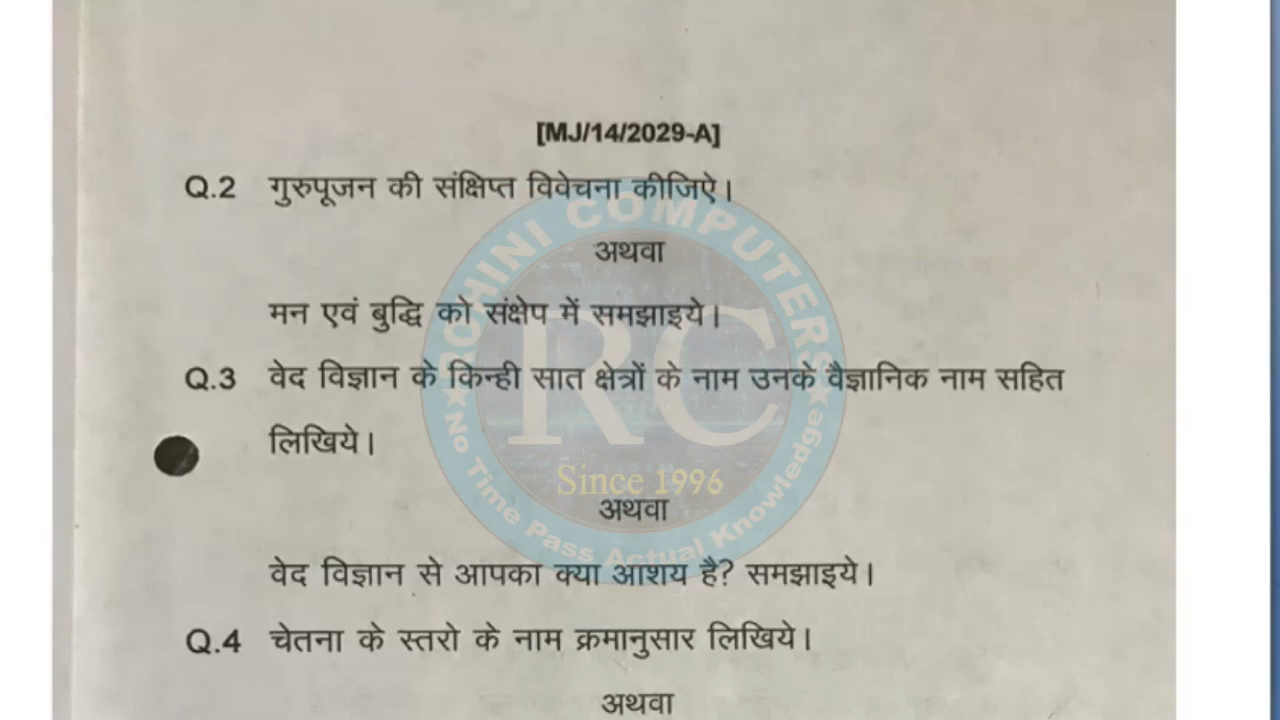 [MJ/14/2029-A]
Q.2 गुरुपूजन की संक्षिप्त विवेचना कीजिऐ।
अथवा
मन एवं बुद्धि को संक्षेप में समझाइये।
Q.3 वेद विज्ञान के किन्ही सात क्षेत्रों के नाम उनके वैज्ञानिक नाम सहित
लिखिये।
अथवा
वेद विज्ञान से आपका क्या आशय है? समझाइये।
Q.4 चेतना के स्तरो के नाम क्रमानुसार लिखिये।
अथवा
ROHINI COMPUTERS
RC
Since 1996
No Time Pass Actual Knowledge